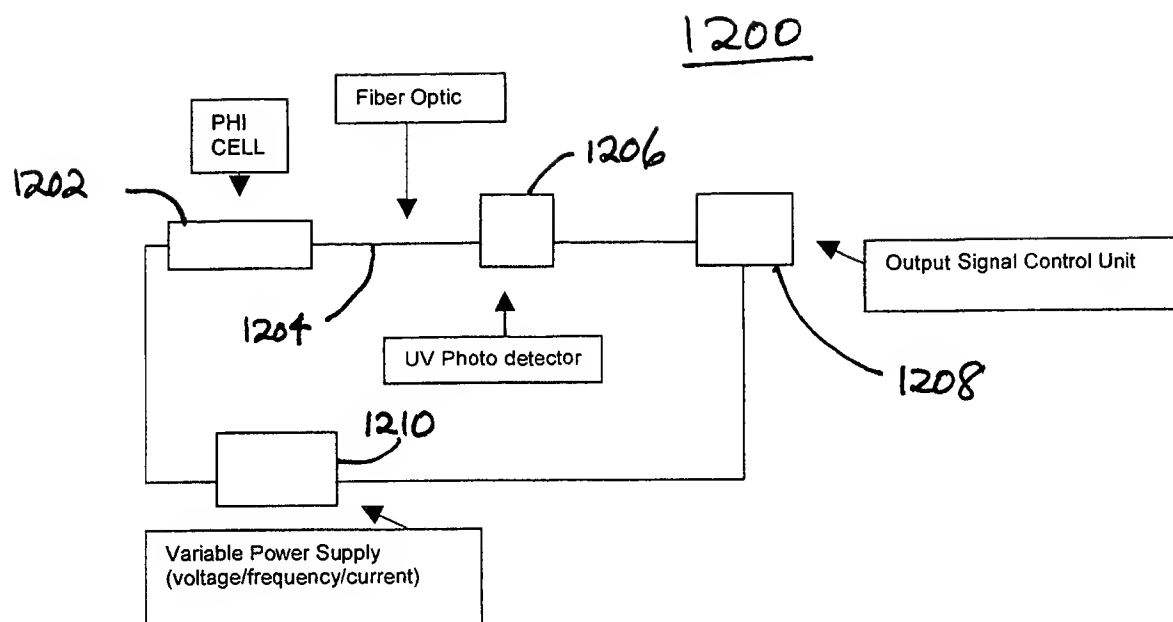 1200
Fiber Optic
PHI
CELL
1206
1202
Output Signal Control Unit
1204
UV Photo detector
1208
1210
Variable Power Supply
(voltage/frequency/current)